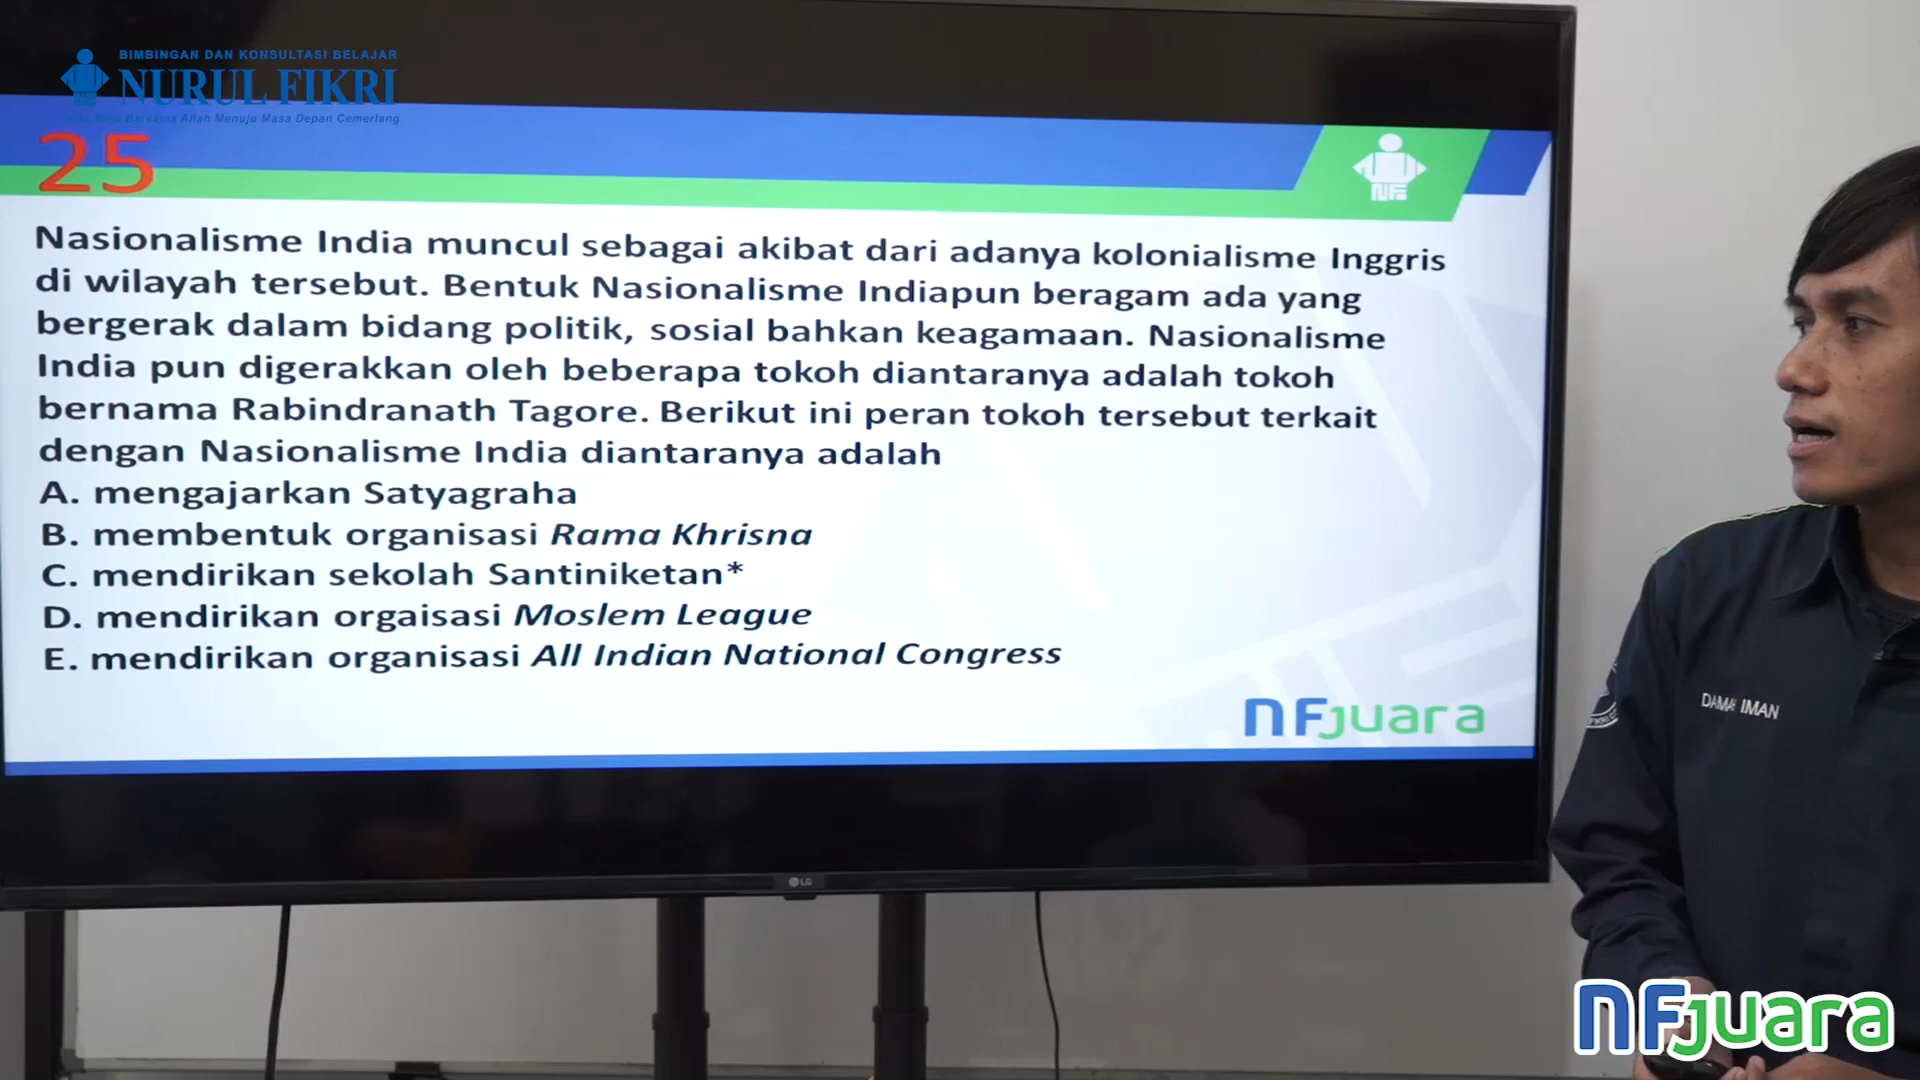 BIMBINGAN DAN KONSULTASI BELAJAR
NURUL FIKRI
Maju Bersama Allah Menuju Masa Depan Cemerlang
25
NF
Nasionalisme India muncul sebagai akibat dari adanya kolonialisme Inggris
di wilayah tersebut. Bentuk Nasionalisme Indiapun beragam ada yang
bergerak dalam bidang politik, sosial bahkan keagamaan. Nasionalisme
India pun digerakkan oleh beberapa tokoh diantaranya adalah tokoh
bernama Rabindranath Tagore. Berikut ini peran tokoh tersebut terkait
dengan Nasionalisme India diantaranya adalah
A. mengajarkan Satyagraha
B. membentuk organisasi Rama Khrisna
C. mendirikan sekolah Santiniketan*
D. mendirikan orgaisasi Moslem League
E. mendirikan organisasi All Indian National Congress
NFjuara
LG
IMAN
NFjuara